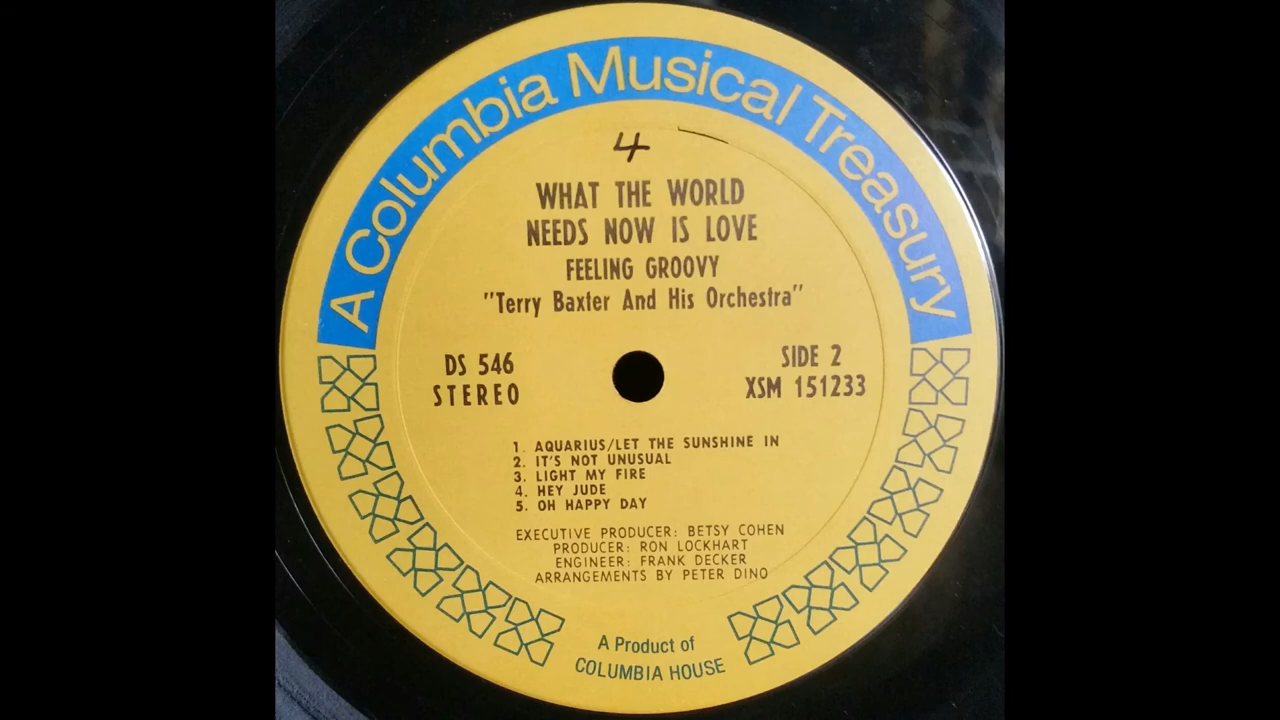 A Columbia Musical Treasury
4
WHAT THE WORLD
NEEDS NOW IS LOVE
FEELING GROOVY
"Terry Baxter And His Orchestra"
DS 546
STEREO
SIDE 2
XSM 151233
1. AQUARIUS/LET THE SUNSHINE IN
2. IT'S NOT UNUSUAL
3. LIGHT MY FIRE
4. HEY JUDE
5. OH HAPPY DAY
EXECUTIVE PRODUCER: BETSY COHEN
PRODUCER: RON LOCKHART
ENGINEER: FRANK DECKER
ARRANGEMENTS BY PETER DINO
A Product of
COLUMBIA HOUSE